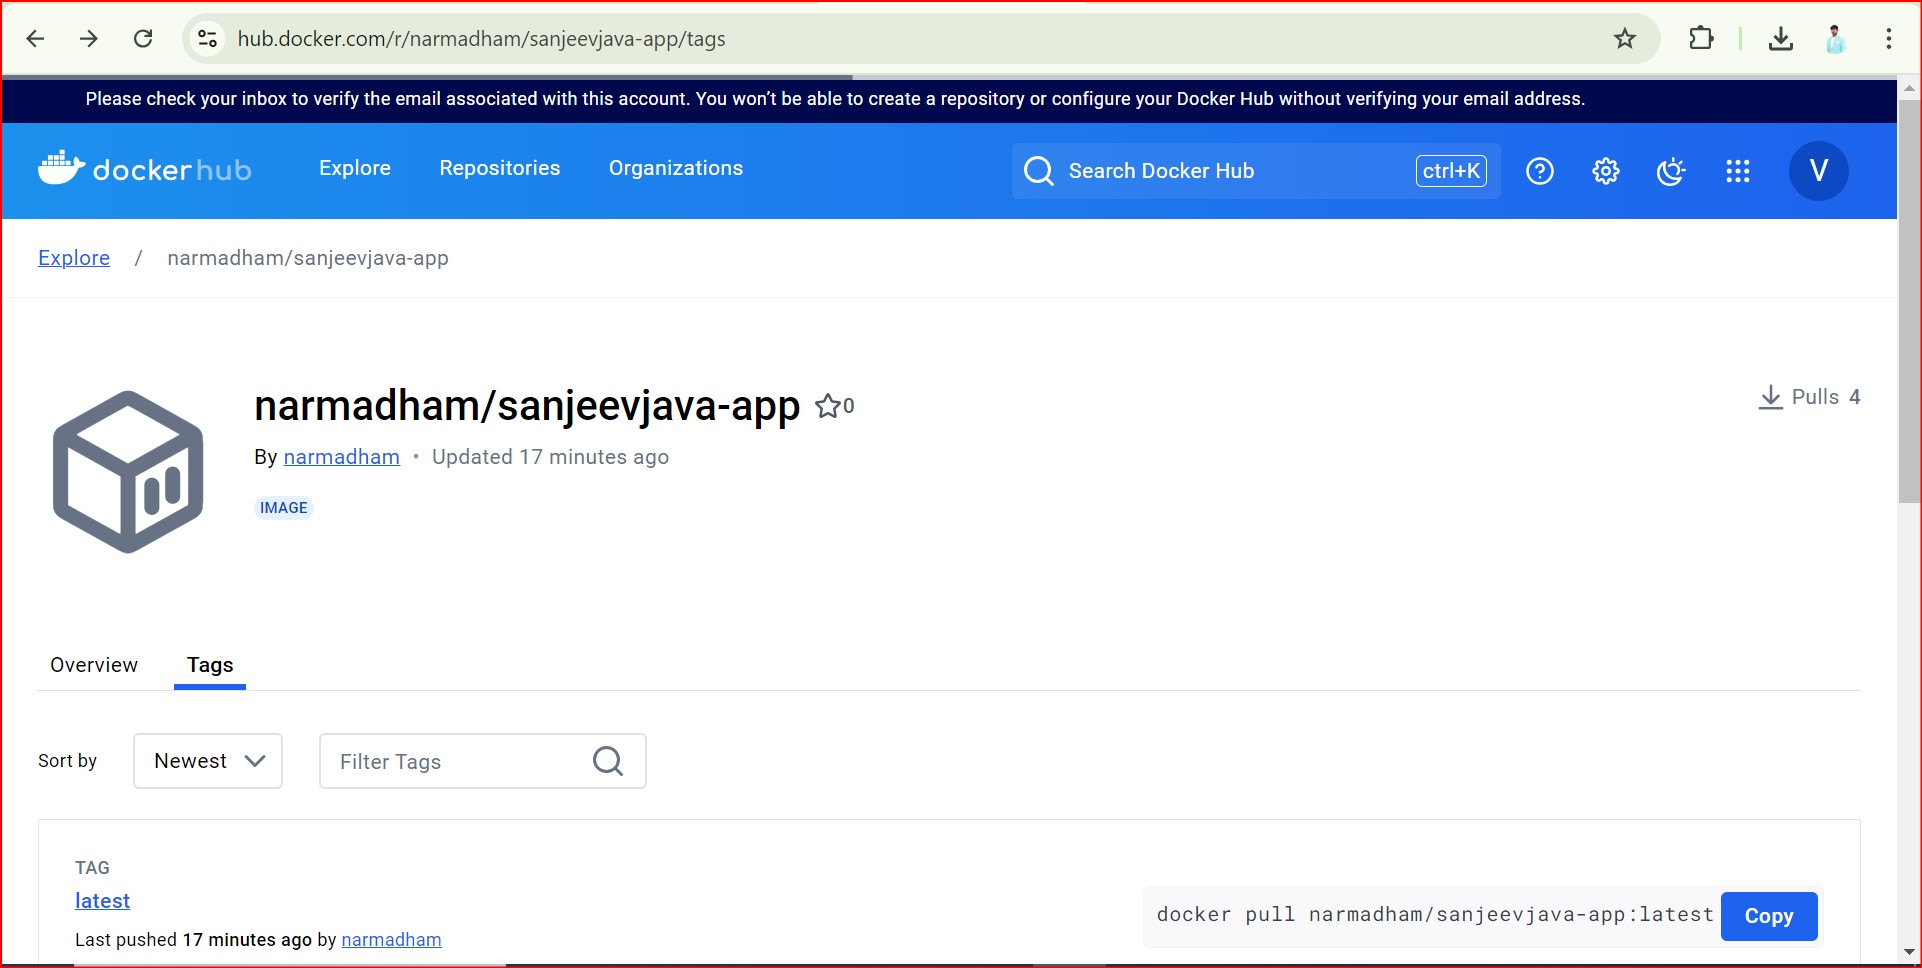 hub.docker.com/r/narmadham/sanjeevjava-app/tags
Please check your inbox to verify the email associated with this account. You won’t be able to create a repository or configure your Docker Hub without verifying your email address.
dockerhub Explore Repositories Organizations Search Docker Hub ctrl+K ? V
Explore / narmadham/sanjeevjava-app
narmadham/sanjeevjava-app 0
Pulls 4
By narmadham • Updated 17 minutes ago
IMAGE
Overview Tags
Sort by Newest Filter Tags
TAG
latest
docker pull narmadham/sanjeevjava-app:latest Copy
Last pushed 17 minutes ago by narmadham